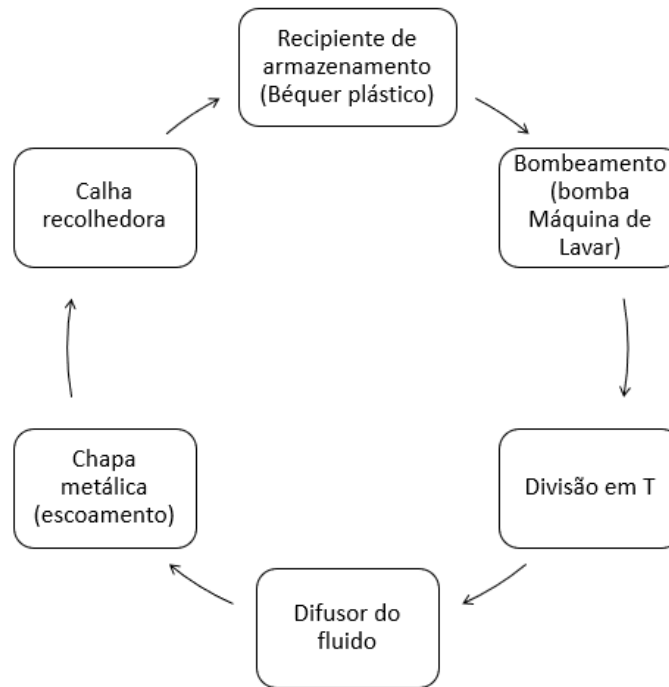 Recipiente de
armazenamento
(Béquer plástico)
Bombeamento
(bomba
Máquina de
Lavar)
Divisão em T
Difusor do
fluido
Chapa
metálica
(escoamento)
Calha
recolhedora